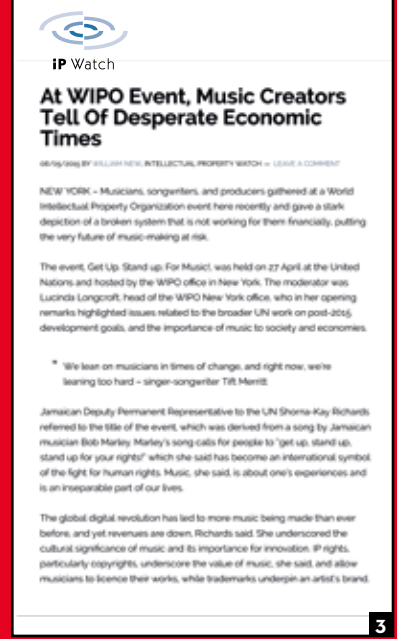 iP Watch
At WIPO Event, Music Creators
Tell Of Desperate Economic
Times
BY WILLIAM NEW, INTELLECTUAL PROPERTY WATCH — LEAVE A COMMENT
NEW YORK – Musicians, songwriters, and producers gathered at a World
Intellectual Property Organization event here recently and gave a stark
depiction of a broken system that is not working for them financially, putting
the very future of music-making at risk.
The event, Get Up, Stand up; For Music!, was held on 27 April at the United
Nations and hosted by the WIPO office in New York. The moderator was
Lucinda Longcroft, head of the WIPO New York office, who in her opening
remarks highlighted issues related to the broader UN work on post-2015
development goals, and the importance of music to society and economies.
" We lean on musicians in times of change, and right now, we're
leaning too hard – singer-songwriter Tift Merritt
Jamaican Deputy Permanent Representative to the UN Shorna-Kay Richards
referred to the title of the event, which was derived from a song by Jamaican
musician Bob Marley. Marley's song calls for people to "get up, stand up,
stand up for your rights!" which she said has become an international symbol
of the fight for human rights. Music, she said, is about one's experiences and
is an inseparable part of our lives.
The global digital revolution has led to more music being made than ever
before, and yet revenues are down, Richards said. She underscored the
cultural significance of music and its importance for innovation. IP rights,
particularly copyrights, underscore the value of music, she said, and allow
musicians to licence their works, while trademarks underpin an artist's brand.
3